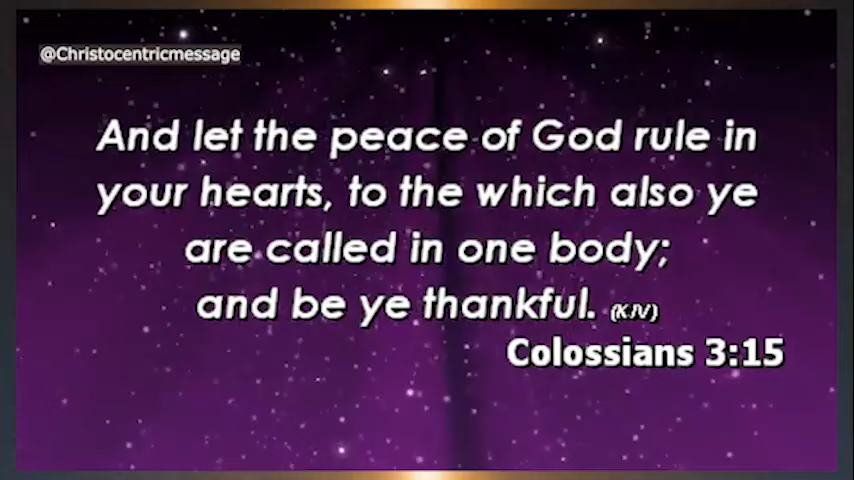 @Christocentricmessage
And let the peace of God rule in
your hearts, to the which also ye
are called in one body;
and be ye thankful. (KJV)
Colossians 3:15